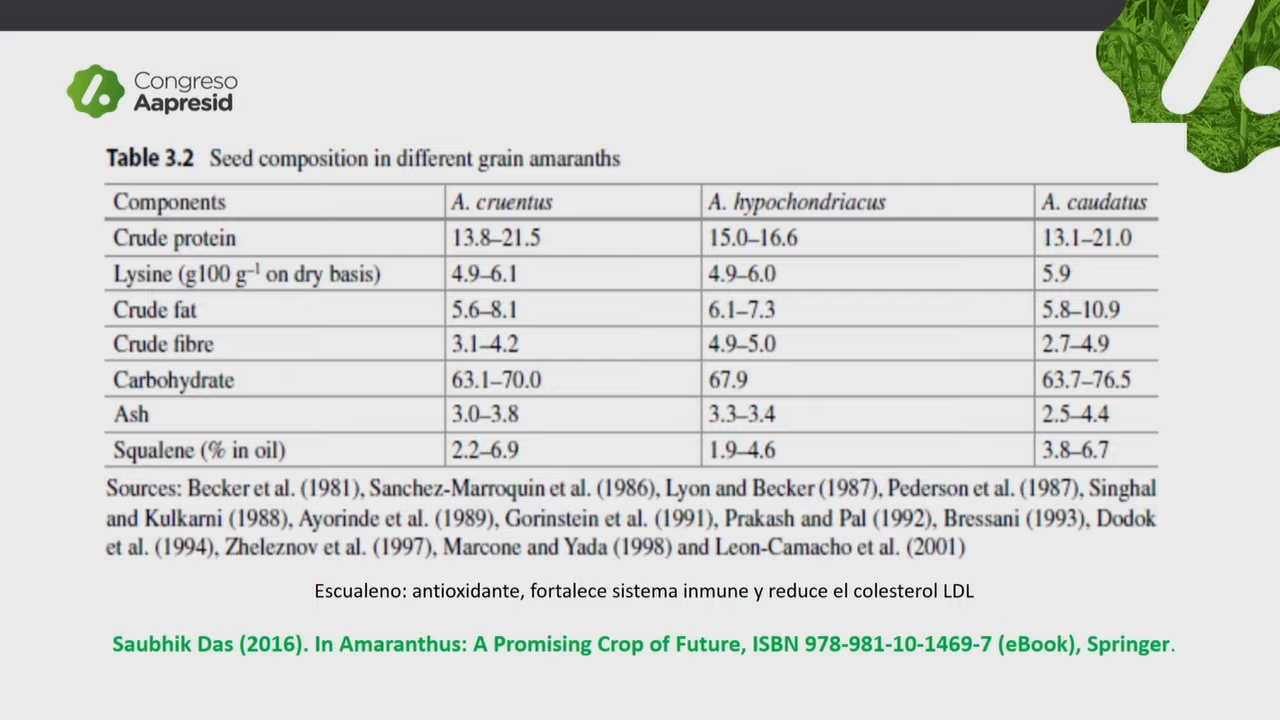 Congreso
Aapresid
Table 3.2 Seed composition in different grain amaranths
Components A. cruentus A. hypochondriacus A. caudatus
Crude protein 13.8–21.5 15.0–16.6 13.1–21.0
Lysine (g100 g⁻¹ on dry basis) 4.9–6.1 4.9–6.0 5.9
Crude fat 5.6–8.1 6.1–7.3 5.8–10.9
Crude fibre 3.1–4.2 4.9–5.0 2.7–4.9
Carbohydrate 63.1–70.0 67.9 63.7–76.5
Ash 3.0–3.8 3.3–3.4 2.5–4.4
Squalene (% in oil) 2.2–6.9 1.9–4.6 3.8–6.7
Sources: Becker et al. (1981), Sanchez-Marroquin et al. (1986), Lyon and Becker (1987), Pederson et al. (1987), Singhal
and Kulkarni (1988), Ayorinde et al. (1989), Gorinstein et al. (1991), Prakash and Pal (1992), Bressani (1993), Dodok
et al. (1994), Zheleznov et al. (1997), Marcone and Yada (1998) and Leon-Camacho et al. (2001)
Escualeno: antioxidante, fortalece sistema inmune y reduce el colesterol LDL
Saubhik Das (2016). In Amaranthus: A Promising Crop of Future, ISBN 978-981-10-1469-7 (eBook), Springer.